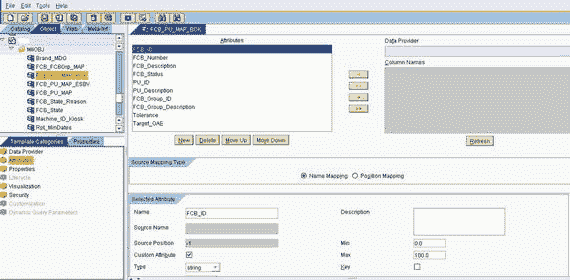 File Edit Tools Help
Catalog Object Web
F: FCB_PU_MAP_BOK
MIIOBJ
Brand_MDO
FCB_FCBGrp_MAP
FCB_PU_MAP_ESBV
FCB_PU_MAP
FCB_State_Rreason
FCB_State
Machine_ID_Kiosk
Rpt_MinDates
Attributes
FCB_ID
FCB_Number
FCB_Description
FCB_Status
PU_ID
PU_Description
FCB_Group_ID
FCB_Group_Description
Tolerance
Target_OAE
Data Provider
Column Names
New Delete Move Up Move Down
Refresh
Template Categories Properties
Data Provider
Attributes
Properties
Lifecycle
Visualization
Security
Customization
Dynamic Query Parameters
Source Mapping Type
Name Mapping Position Mapping
Selected Attribute
Name FCB_ID
Description
Source Name
Source Position -1
Min 0.0
Custom Attribute
Max 100.0
Type string
Key